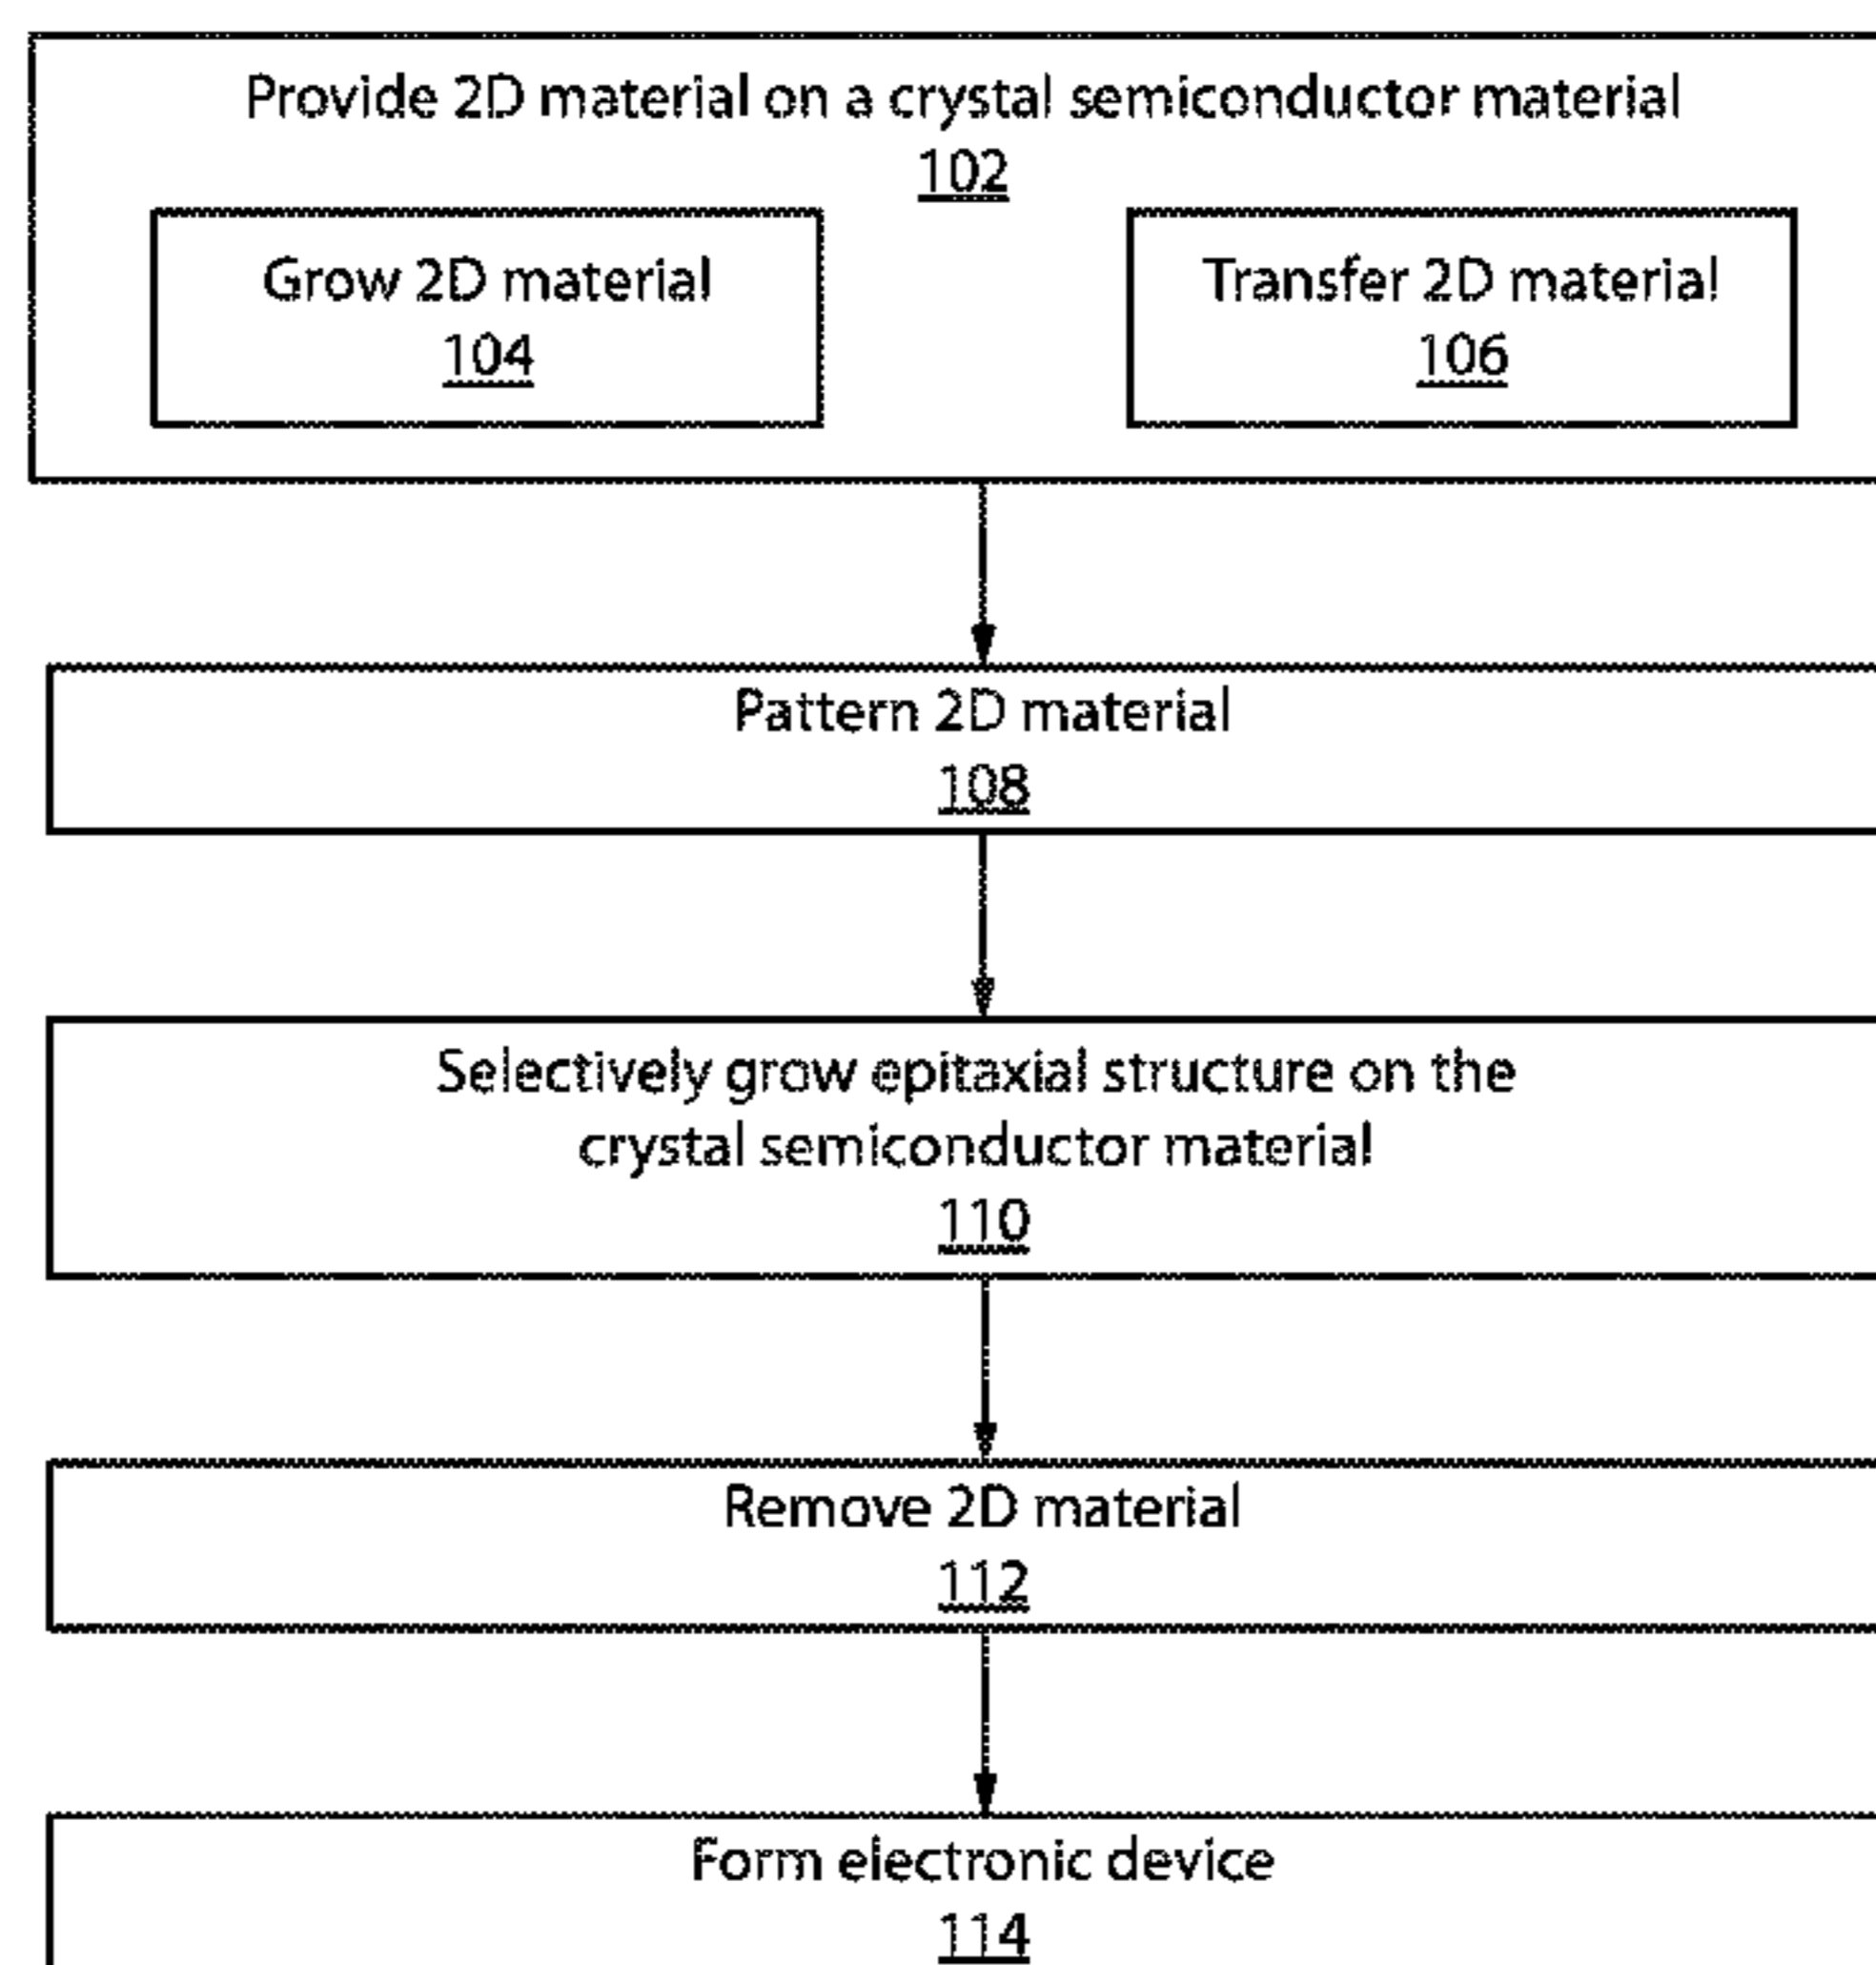 Provide 2D material on a crystal semiconductor material
102
Grow 2D material
104
Transfer 2D material
106
Pattern 2D material
108
Selectively grow epitaxial structure on the
crystal semiconductor material
110
Remove 2D material
112
Form electronic device
114